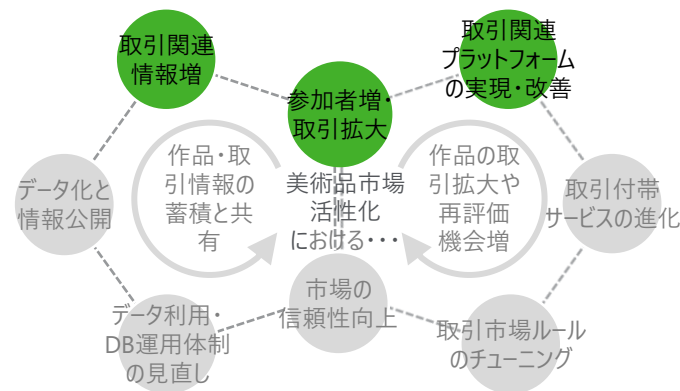 取引関連
情報増
参加者増・
取引拡大
取引関連
プラットフォーム
の実現・改善
作品・取
引情報の
蓄積と共
有
美術品市場
活性化
における・・・
作品の取
引拡大や
再評価
機会増
データ化と
情報公開
取引付帯
サービスの進化
データ利用・
DB運用体制
の見直し
市場の
信頼性向上
取引市場ルール
のチューニング